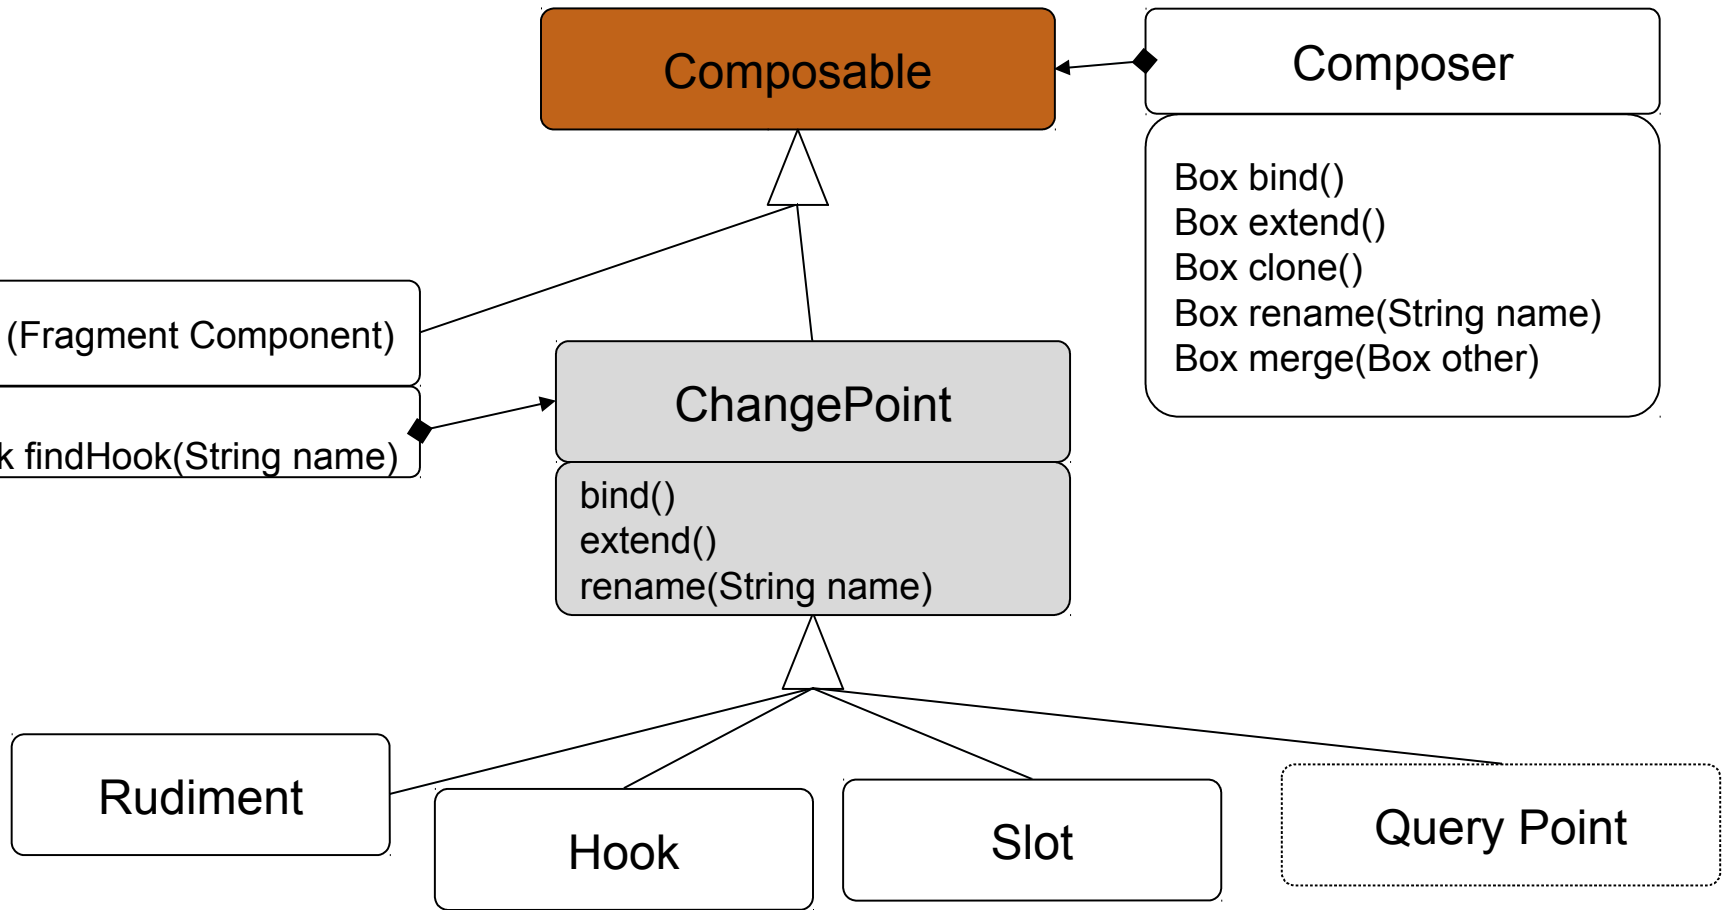 Composable
Composer
Box bind()
Box extend()
Box clone()
Box rename(String name)
Box merge(Box other)
(Fragment Component)
findHook(String name)
ChangePoint
bind()
extend()
rename(String name)
Rudiment
Hook
Slot
Query Point